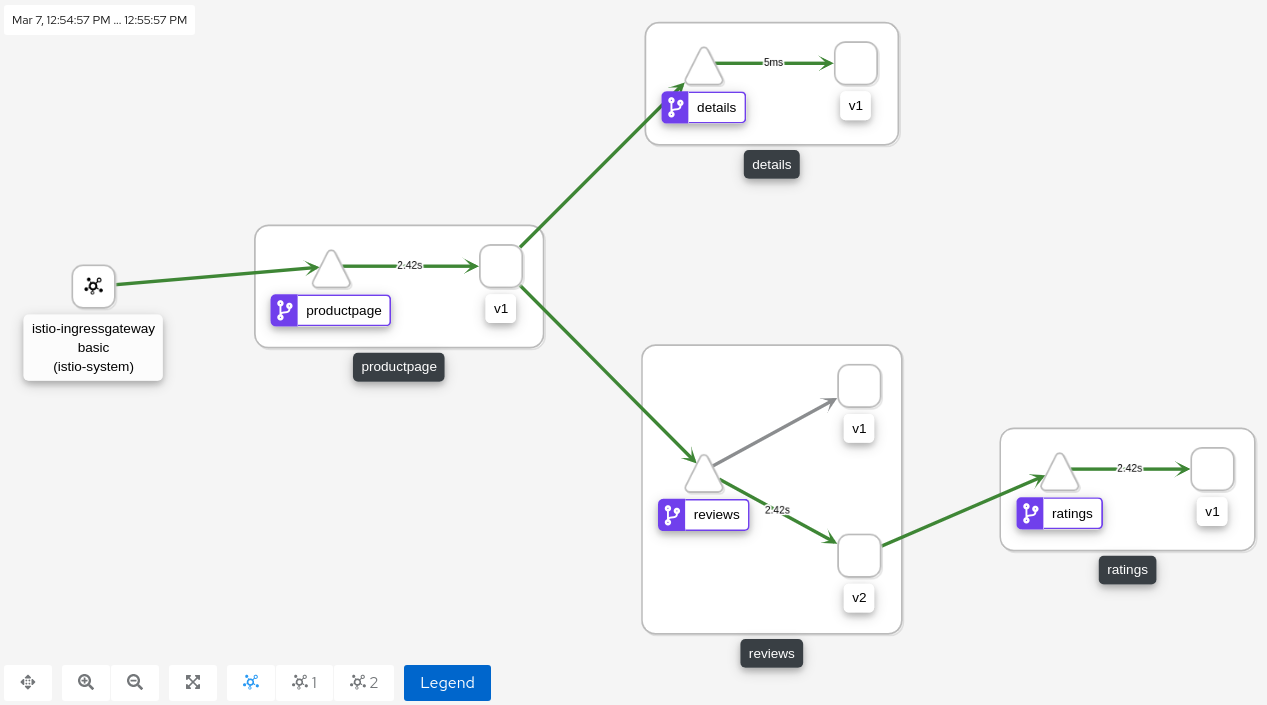 Mar 7, 12:54:57 PM ... 12:55:57 PM
5ms
details
v1
details
2.42s
productpage
v1
productpage
istio-ingressgateway
basic
(istio-system)
v1
reviews
2.42s
v2
reviews
2.42s
ratings
v1
ratings
1
2
Legend